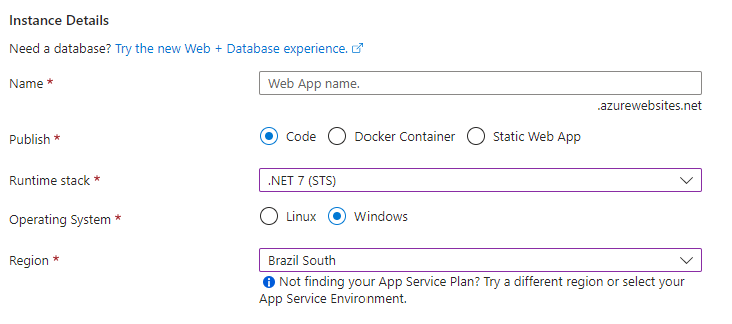 Instance Details
Need a database? Try the new Web + Database experience.
Name *
Web App name.
.azurewebsites.net
Publish *
Code
Docker Container
Static Web App
Runtime stack *
.NET 7 (STS)
Operating System *
Linux
Windows
Region *
Brazil South
Not finding your App Service Plan? Try a different region or select your
App Service Environment.